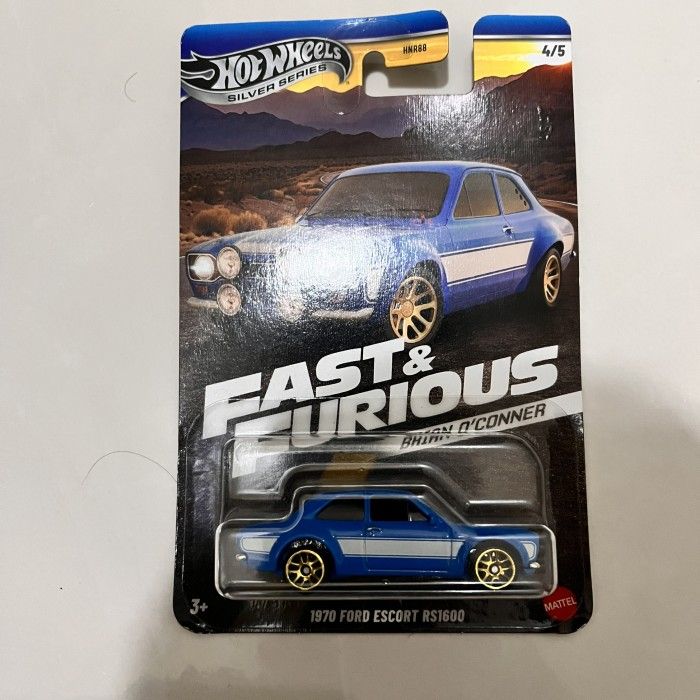 HOT WHEELS
SILVER SERIES
HNR88
4/5
FAST &
FURIOUS
BRIAN O'CONNER
3+
1970 FORD ESCORT RS1600
MATTEL